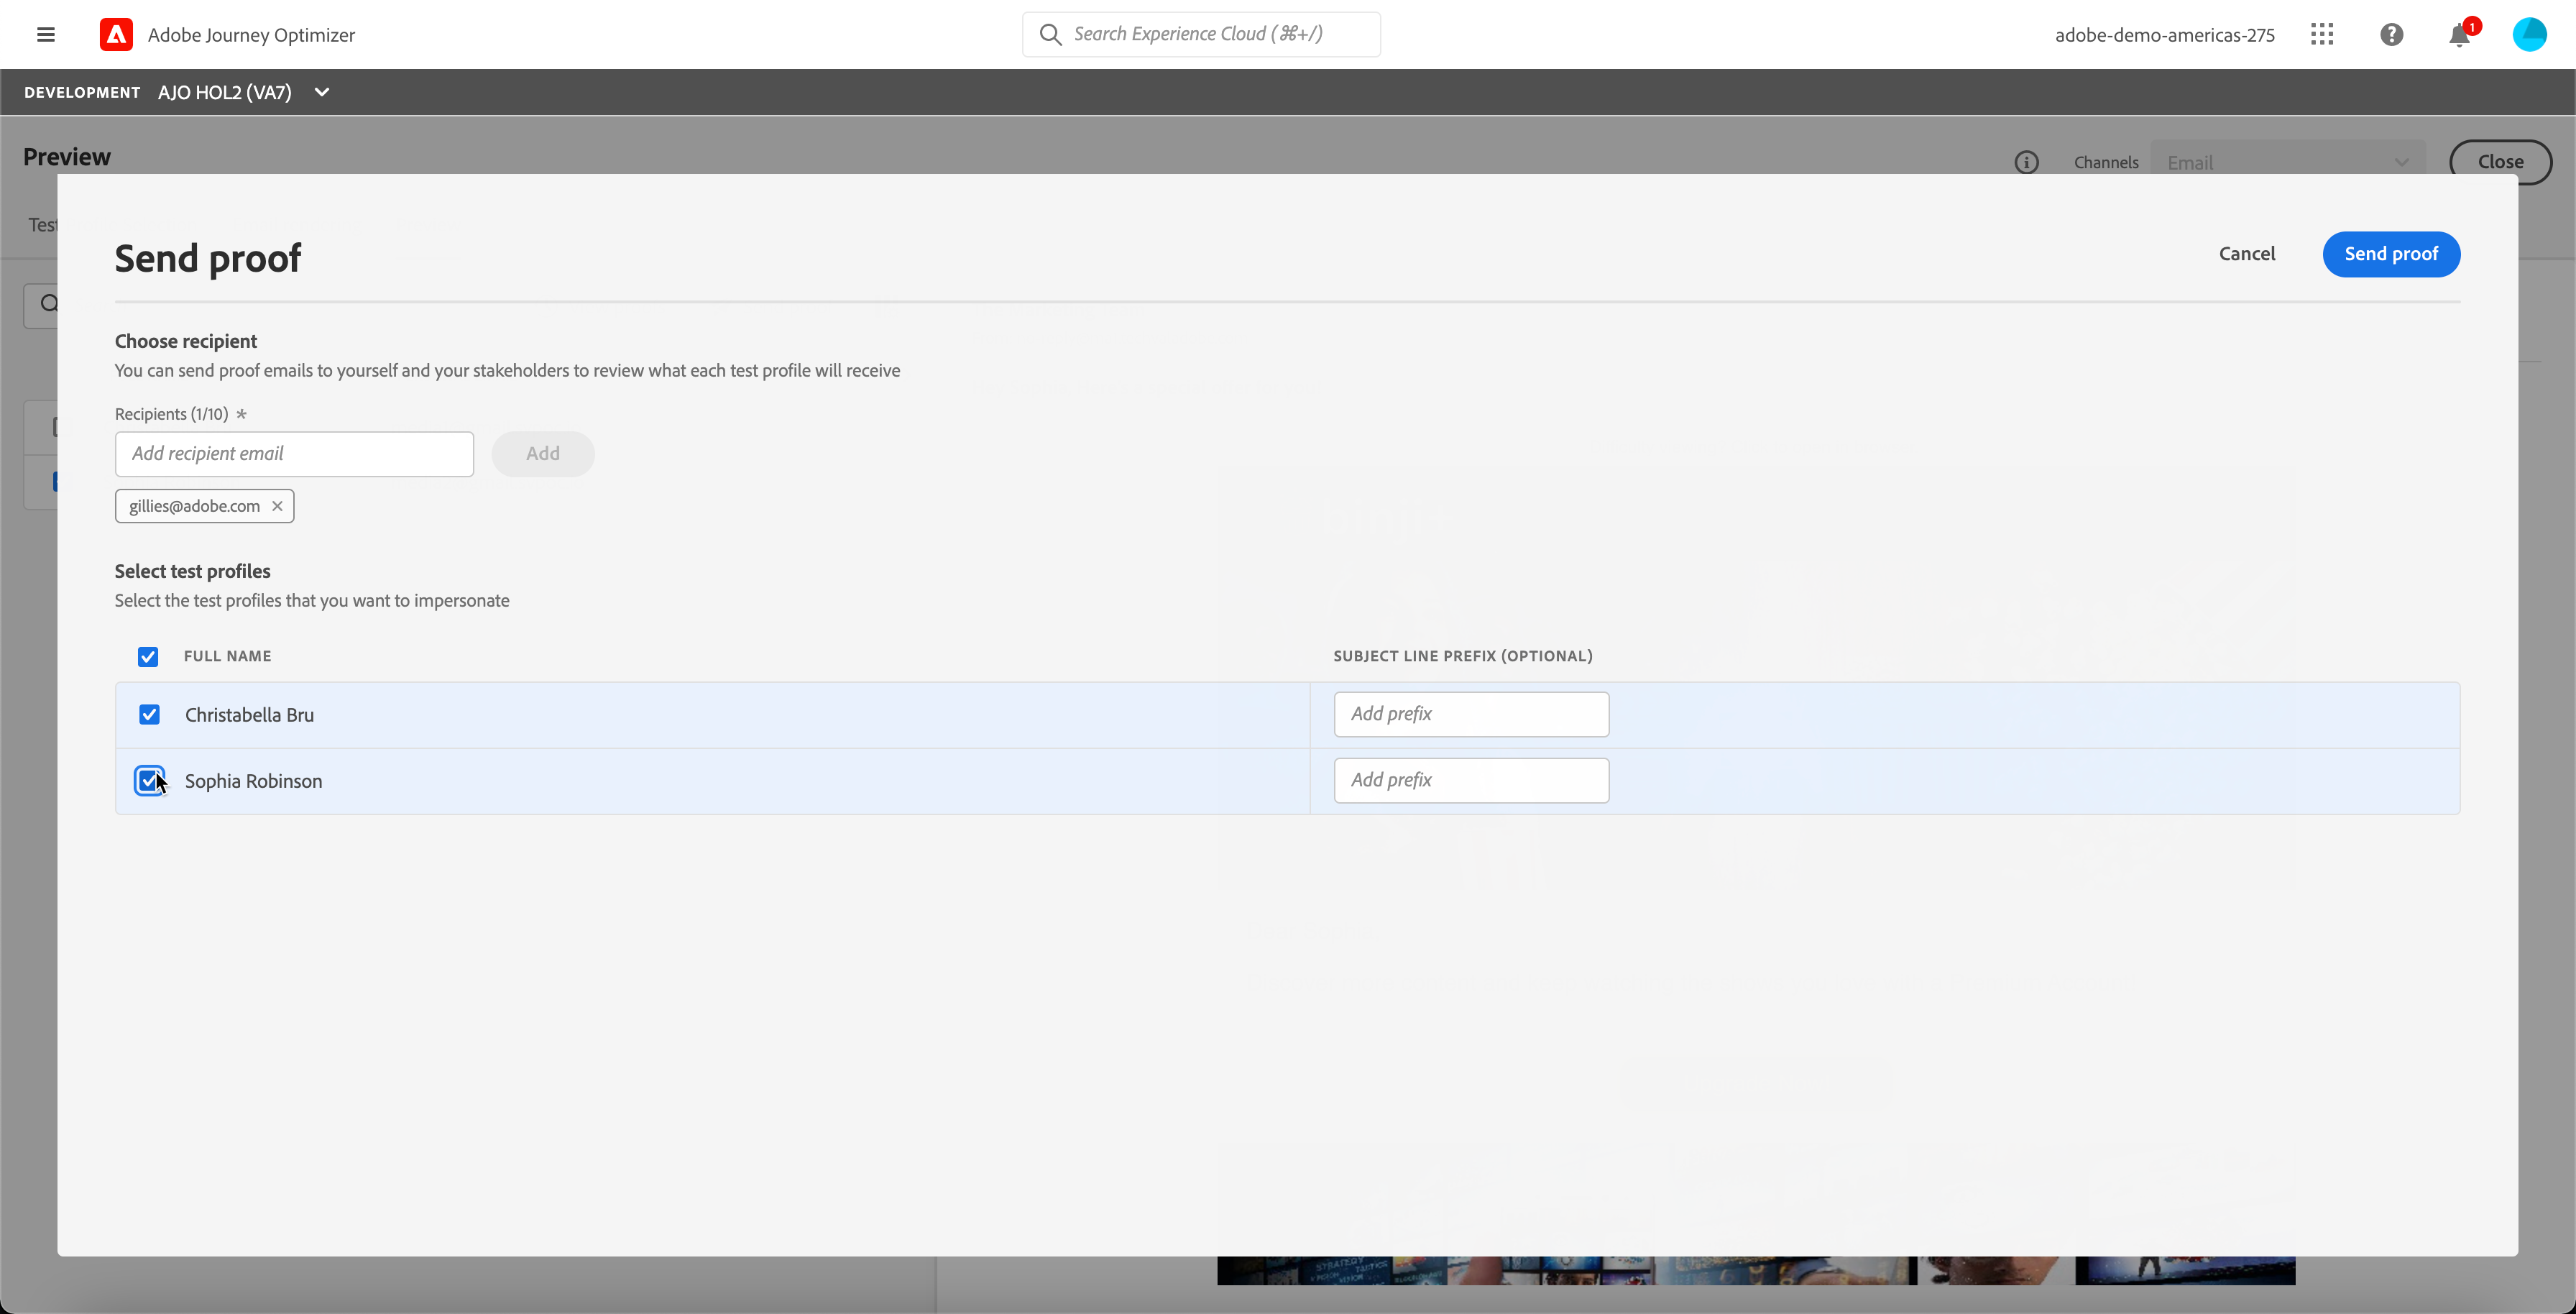 Adobe Journey Optimizer
Search Experience Cloud (⌘+/)
adobe-demo-americas-275
1
DEVELOPMENT AJO HOL2 (VA7)
Preview
Channels
Email
Close
Test
Send proof
Cancel
Send proof
Choose recipient
You can send proof emails to yourself and your stakeholders to review what each test profile will receive
Recipients (1/10) *
Add recipient email
Add
gillies@adobe.com
Select test profiles
Select the test profiles that you want to impersonate
FULL NAME
SUBJECT LINE PREFIX (OPTIONAL)
Christabella Bru
Add prefix
Sophia Robinson
Add prefix
STRATEGY